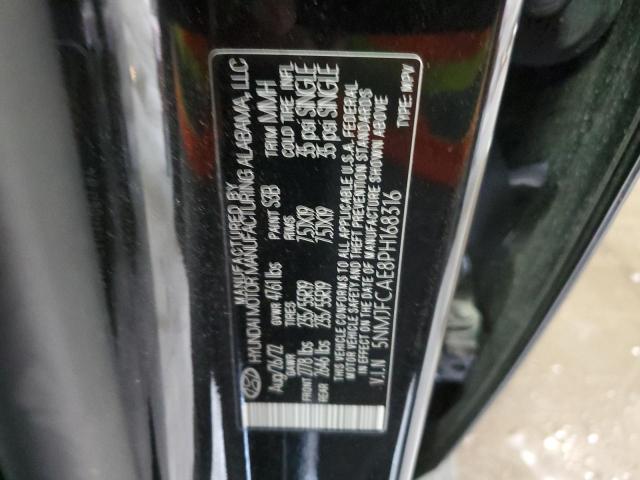 MANUFACTURED BY
HYUNDAI MOTOR MANUFACTURING ALABAMA, LLC
Aug/26/22 GVWR 4761 lbs PAINT S3B TRIM MMH
GAWR TIRES RIMS COLD TIRE INFL
FRONT 2778 lbs 235/55R19 7.5JX19 35 psi SINGLE
REAR 2646 lbs 235/55R19 7.5JX19 35 psi SINGLE
THIS VEHICLE CONFORMS TO ALL APPLICABLE U.S.A. FEDERAL
MOTOR VEHICLE SAFETY AND THEFT PREVENTION STANDARDS
IN EFFECT ON THE DATE OF MANUFACTURE SHOWN ABOVE
V.I.N 5NMJFCAE8PH168316 TYPE: MPV